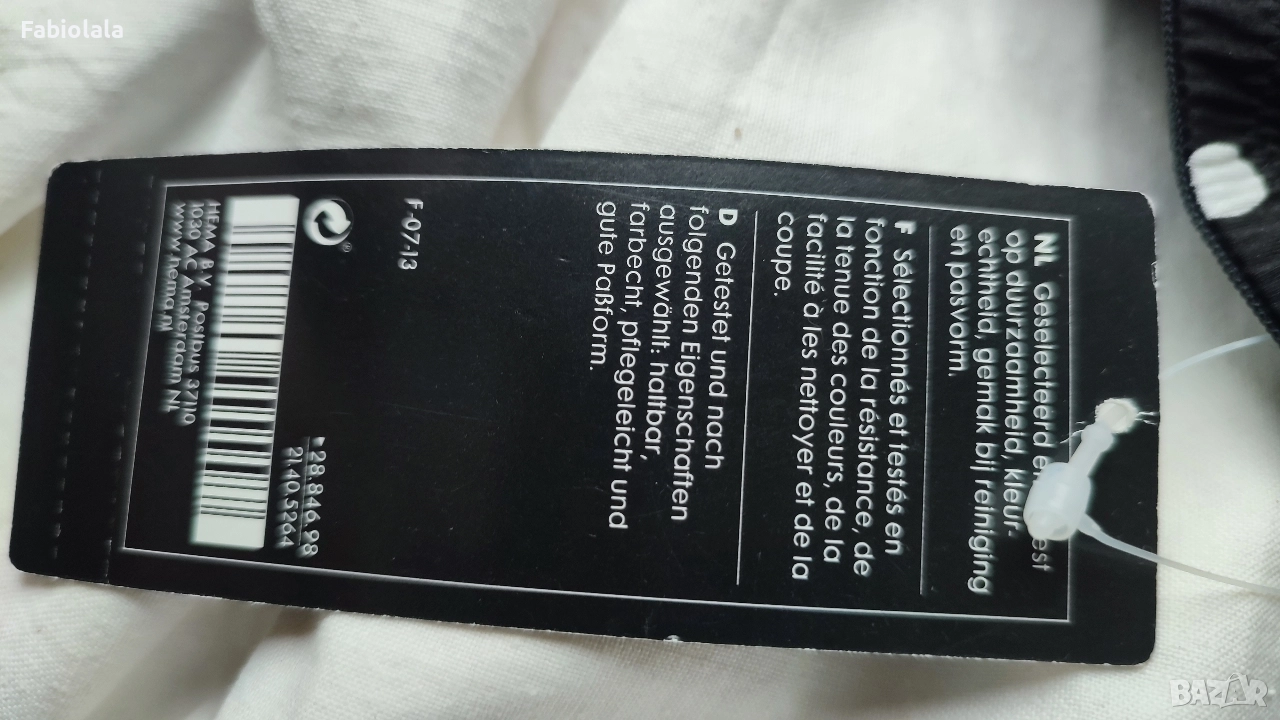 Fabiolala
NL Geselecteerd
op duurzaamheid, kleur-
echtheid, gemak bij reiniging
en pasvorm.
F Sélectionnés et testés en
fonction de la résistance, de
la tenue des couleurs, de la
facilité à les nettoyer et de la
coupe.
D Getestet und nach
folgenden Eigenschaften
ausgewählt: haltbar,
farbecht, pflegeleicht und
gute Paßform.
F-07-13
28.846.98
21.10.5264
HEMA B.V. Postbus 37110
1030 AC Amsterdam NL
www.hema.nl
BAZAR